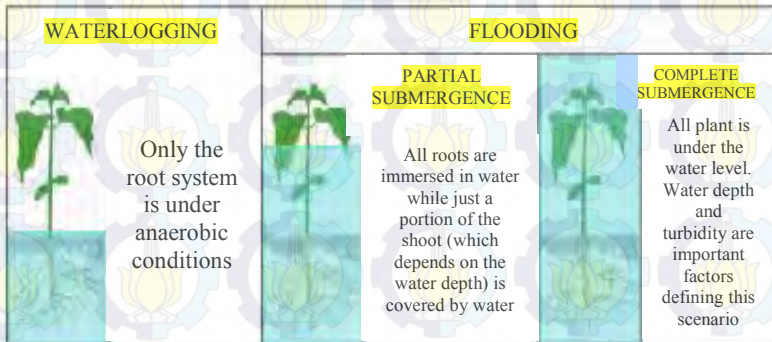 WATERLOGGING
Only the
root system
is under
anaerobic
conditions
FLOODING
PARTIAL
SUBMERGENCE
All roots are
immersed in water
while just a
portion of the
shoot (which
depends on the
water depth) is
covered by water
COMPLETE
SUBMERGENCE
All plant is
under the
water level.
Water depth
and
turbidity are
important
factors
defining this
scenario